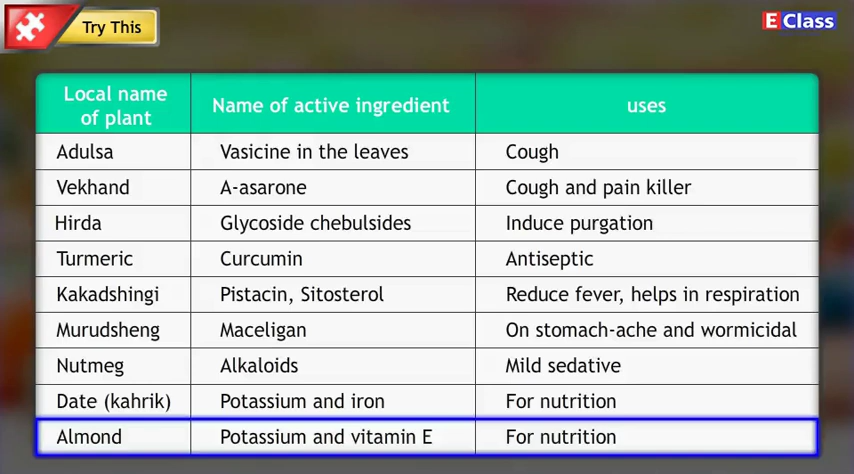 Try This
E Class
Local name of plant | Name of active ingredient | uses
Adulsa | Vasicine in the leaves | Cough
Vekhand | A-asarone | Cough and pain killer
Hirda | Glycoside chebulsides | Induce purgation
Turmeric | Curcumin | Antiseptic
Kakadshingi | Pistacin, Sitosterol | Reduce fever, helps in respiration
Murudsheng | Maceligan | On stomach-ache and wormicidal
Nutmeg | Alkaloids | Mild sedative
Date (kahrik) | Potassium and iron | For nutrition
Almond | Potassium and vitamin E | For nutrition